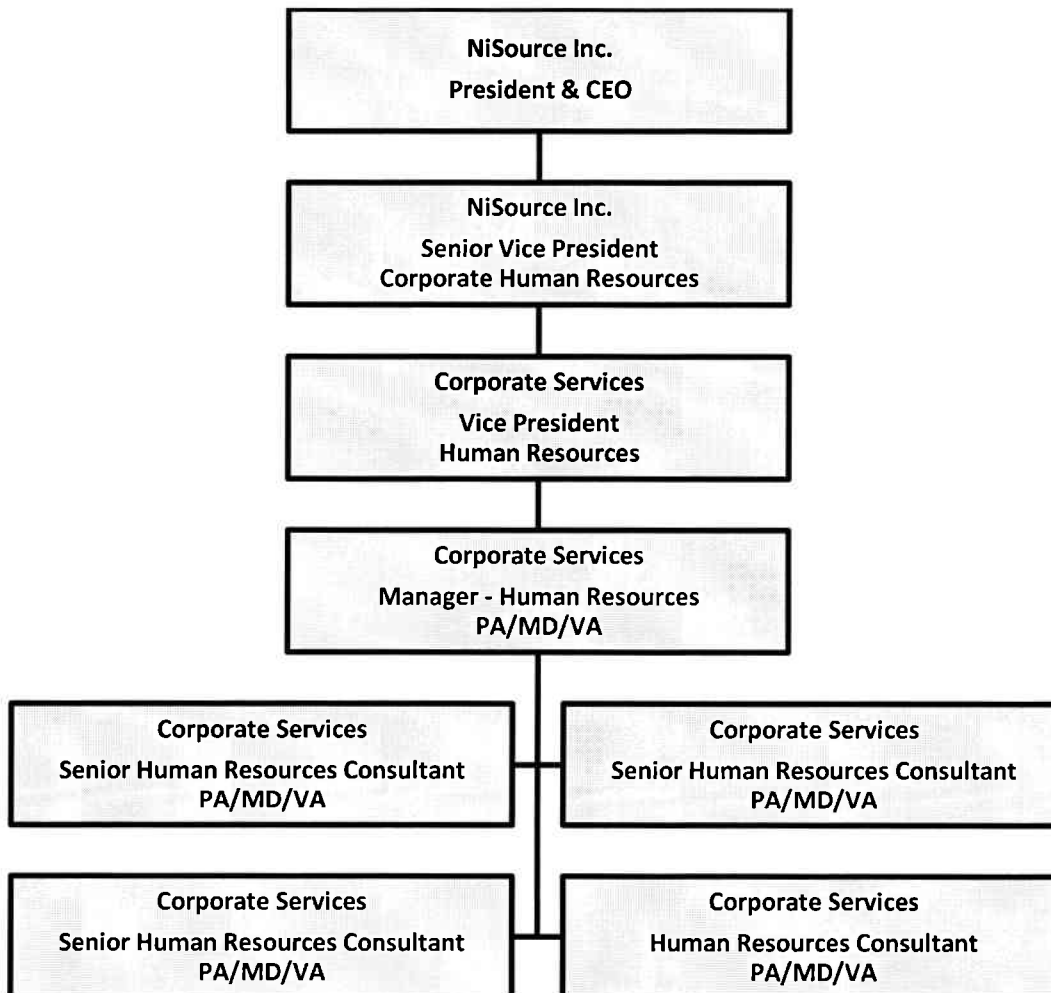 NiSource Inc.
President & CEO
NiSource Inc.
Senior Vice President
Corporate Human Resources
Corporate Services
Vice President
Human Resources
Corporate Services
Manager - Human Resources
PA/MD/VA
Corporate Services
Senior Human Resources Consultant
PA/MD/VA
Corporate Services
Senior Human Resources Consultant
PA/MD/VA
Corporate Services
Senior Human Resources Consultant
PA/MD/VA
Corporate Services
Human Resources Consultant
PA/MD/VA